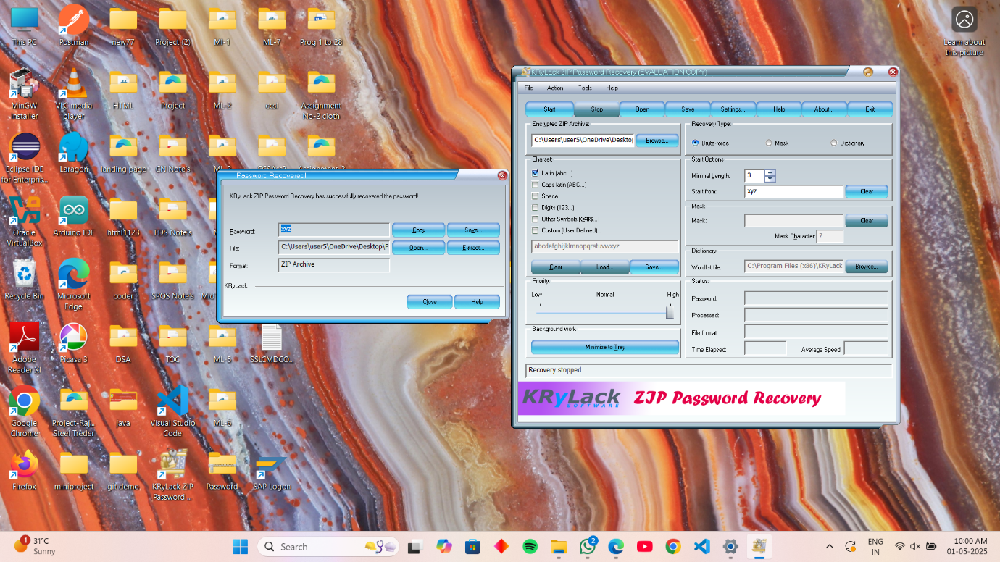 This PC
Postman
new77
Project (2)
Ml-1
ML-7
Prog 1 to 28
Learn about
this picture
MinGW
Installer
VLC media
player
HTML
Project
ML-2
ccsl
Assignment
No-2 cloth
Eclipse IDE
for Enterpris...
Laragon
landing page
CN Note's
Oracle
VirtualBox
Arduino IDE
html1123
FDS Note's
Recycle Bin
Microsoft
Edge
coder
SPOS Note's
Adobe
Reader XI
Picasa 3
DSA
TOC
ML-5
SSLCMDCO...
Google
Chrome
Project-Raj...
Steel Treder
java
Visual Studio
Code
ML-6
Firefox
miniproject
gif demo
KRyLack ZIP
Password ...
Password
SAP Logon
Password Recovered!
KRyLack ZIP Password Recovery has successfully recovered the password!
Password:
xyz
Copy
Save...
File:
C:\Users\user5\OneDrive\Desktop\P
Open...
Extract...
Format:
ZIP Archive
KRyLack
Close
Help
KRyLack ZIP Password Recovery (EVALUATION COPY)
File
Action
Tools
Help
Start
Stop
Open
Save
Settings...
Help
About...
Exit
Encrypted ZIP Archive:
C:\Users\user5\OneDrive\Desktop
Browse...
Charset:
Latin (abc...)
Caps latin (ABC...)
Space
Digits (123...)
Other Symbols (@#$...)
Custom (User Defined)...
abcdefghijklmnopqrstuvwxyz
Clear
Load...
Save...
Priority:
Low
Normal
High
Background work
Minimize to Tray
Recovery Type:
Brute-force
Mask
Dictionary
Start Options
Minimal Length:
3
Start from:
xyz
Clear
Mask
Mask:
Clear
Mask Character:
?
Dictionary
Wordlist file:
C:\Program Files (x86)\KRyLack
Browse...
Status:
Password:
Processed:
File format:
Time Elapsed:
Average Speed:
Recovery stopped
KRyLack
SOFTWARE
ZIP Password Recovery
1
31°C
Sunny
Search
2
ENG
IN
10:00 AM
01-05-2025